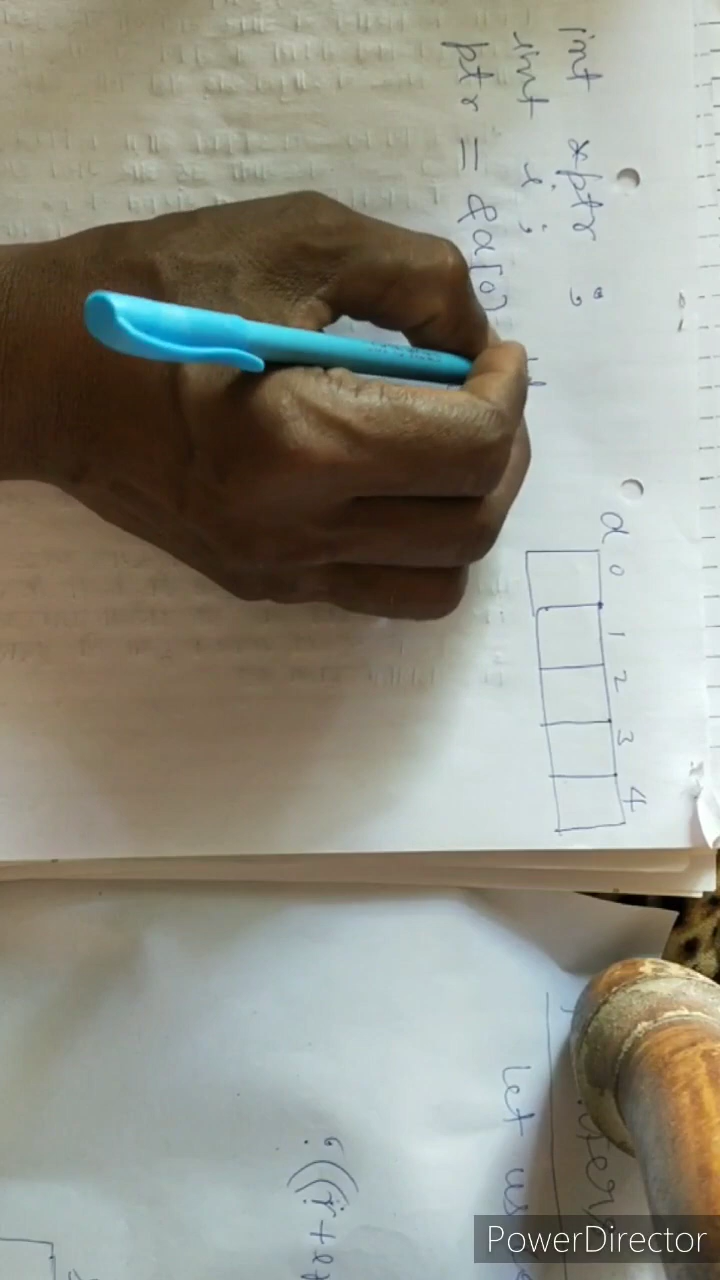 int *ptr ;
int i ;
ptr = &a[0]
a 0 1 2 3 4
Let us
PowerDirector